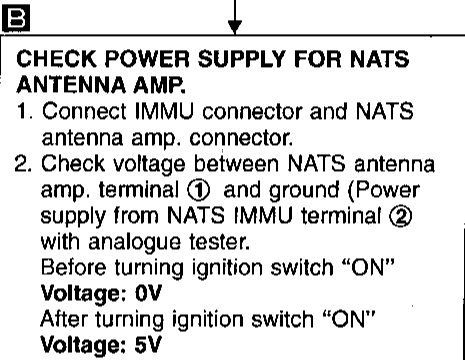 B
CHECK POWER SUPPLY FOR NATS
ANTENNA AMP.
1. Connect IMMU connector and NATS
antenna amp. connector.
2. Check voltage between NATS antenna
amp. terminal ① and ground (Power
supply from NATS IMMU terminal ②
with analogue tester.
Before turning ignition switch “ON”
Voltage: 0V
After turning ignition switch “ON”
Voltage: 5V